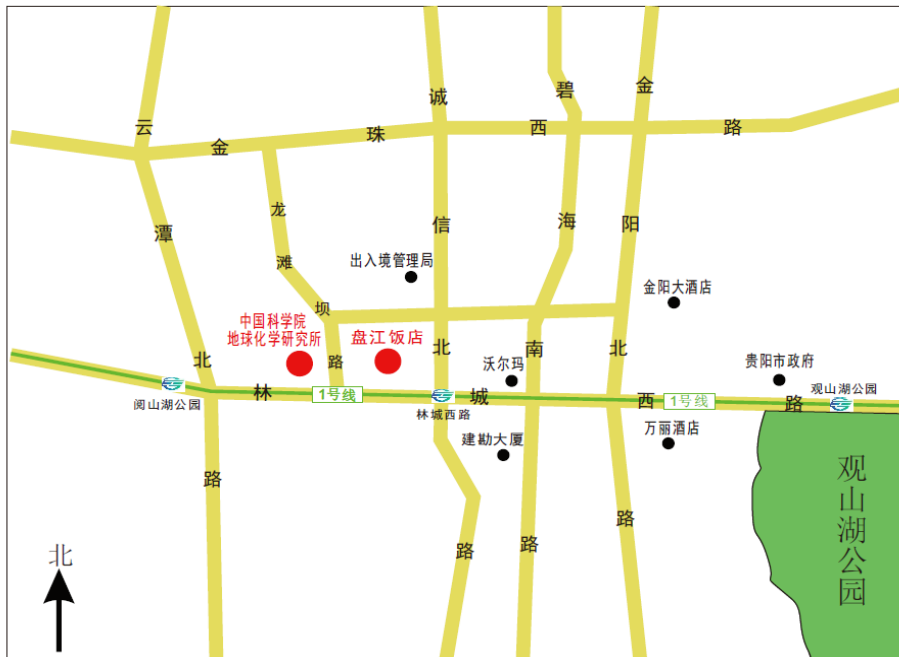 云潭北路
金珠西路
诚信北路
碧海南路
金阳北路
龙滩坝路
出入境管理局
金阳大酒店
中国科学院
地球化学研究所
盘江饭店
沃尔玛
贵阳市政府
观山湖公园
阅山湖公园
林城西路
1号线
1号线
林城西路
建勘大厦
万丽酒店
观山湖公园
北